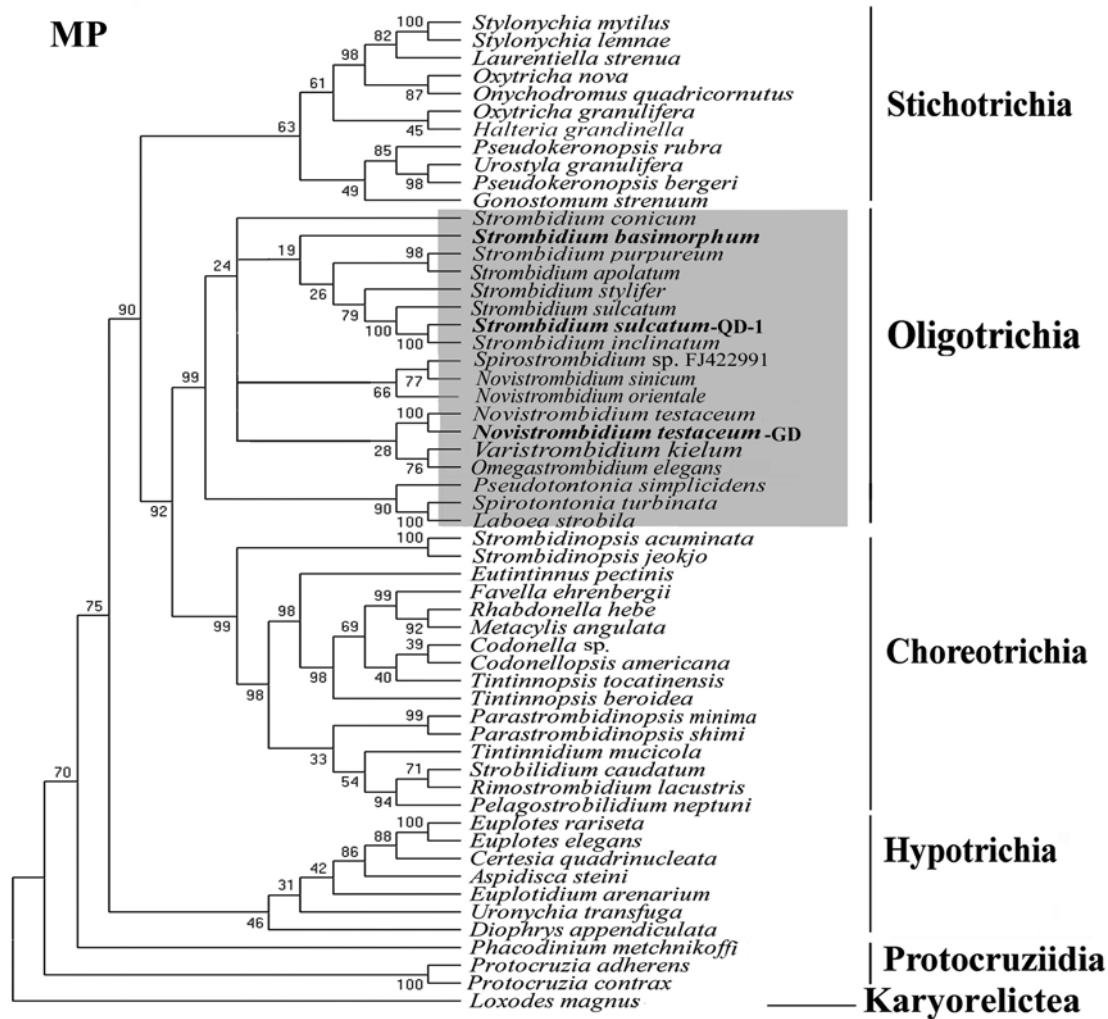 MP
100 Stylonychia mytilus
82 Stylonychia lemnae
Laurentiella strenua
98 Oxytricha nova
87 Onychodromus quadricornutus
61 Oxytricha granulifera
45 Halteria grandinella
63
85 Pseudokeronopsis rubra
Urostyla granulifera
98 Pseudokeronopsis bergeri
49 Gonostomum strenuum
Stichotrichia
Strombidium conicum
19 Strombidium basimorphum
24
98 Strombidium purpureum
Strombidium apolatum
26 Strombidium stylifer
79 Strombidium sulcatum
100 Strombidium sulcatum-QD-1
100 Strombidium inclinatum
Spirostrombidium sp. FJ422991
77 Novistrombidium sinicum
66 Novistrombidium orientale
100 Novistrombidium testaceum
Novistrombidium testaceum -GD
28 Varistrombidium kielum
76 Omegastrombidium elegans
Pseudotontonia simplicidens
90 Spirotontonia turbinata
100 Laboea strobila
Oligotrichia
90
99
92
100 Strombidinopsis acuminata
Strombidinopsis jeokjo
Eutintinnus pectinis
99 Favella ehrenbergii
98 Rhabdonella hebe
92 Metacylis angulata
69
39 Codonella sp.
Codonellopsis americana
40 Tintinnopsis tocatinensis
98 Tintinnopsis beroidea
99
98
99 Parastrombidinopsis minima
Parastrombidinopsis shimi
33 Tintinnidium mucicola
54
71 Strobilidium caudatum
Rimostrombidium lacustris
94 Pelagostrobilidium neptuni
Choreotrichia
75
70
100 Euplotes rariseta
88 Euplotes elegans
Certesia quadrinucleata
86 Aspidisca steini
42 Euplotidium arenarium
31 Uronychia transfuga
46 Diophrys appendiculata
Hypotrichia
Phacodinium metchnikoffi
Protocruzia adherens
100 Protocruzia contrax
Protocruziidia
Loxodes magnus
Karyorelictea